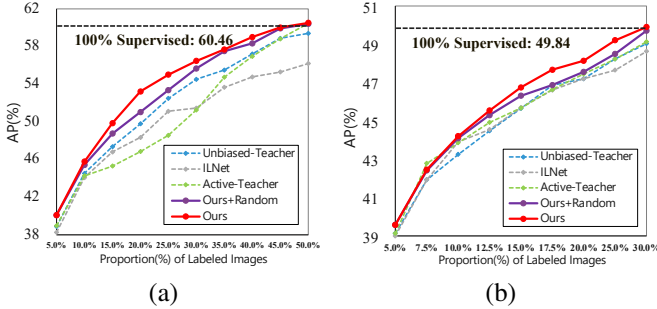 (a)
62
58
54
50
46
42
38
AP(%)
100% Supervised: 60.46
Unbiased-Teacher
ILNet
Active-Teacher
Ours+Random
Ours
5.0% 10.0% 15.0% 20.0% 25.0% 30.0% 35.0% 40.0% 45.0% 50.0%
Proportion(%) of Labeled Images
(a)
(b)
51
49
47
45
43
41
39
AP(%)
100% Supervised: 49.84
Unbiased-Teacher
ILNet
Active-Teacher
Ours+Random
Ours
5.0% 7.5% 10.0% 12.5% 15.0% 17.5% 20.0% 25.0% 30.0%
Proportion(%) of Labeled Images
(b)